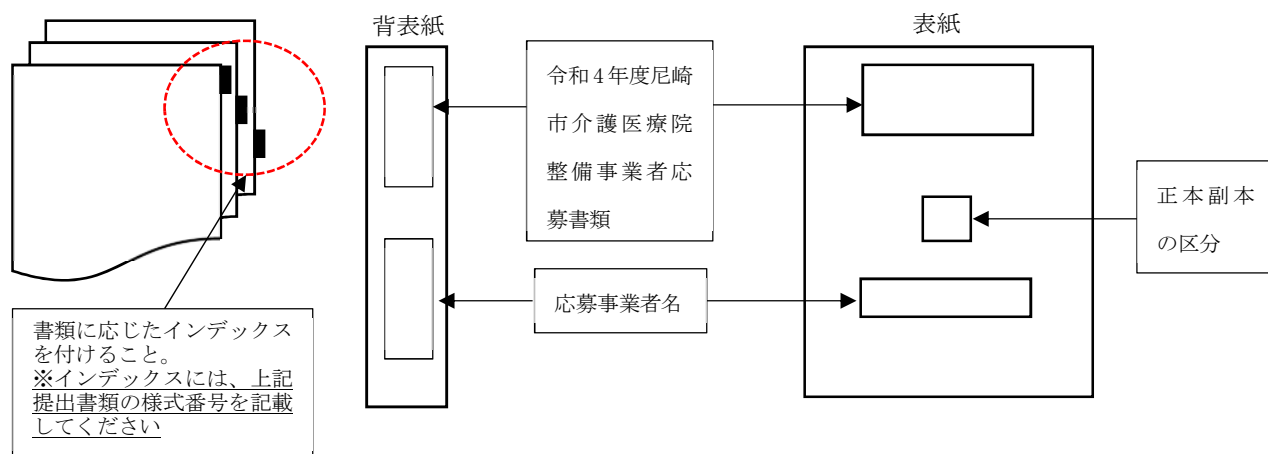 背表紙
表紙
令和4年度尼崎
市介護医療院
整備事業者応
募書類
正本副本
の区分
応募事業者名
書類に応じたインデックス
を付けること。
※インデックスには、上記
提出書類の様式番号を記載
してください